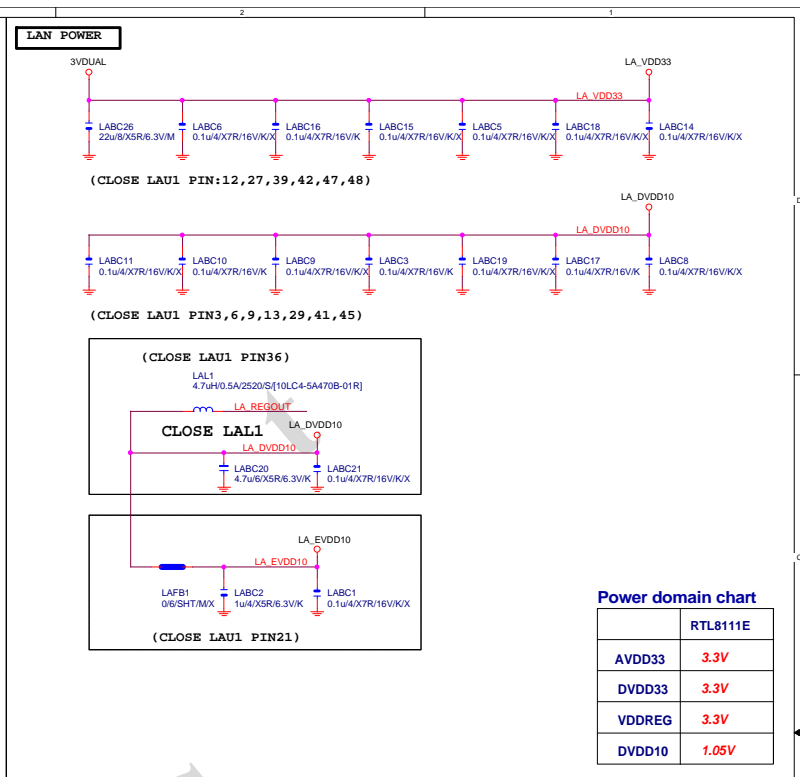 2 1
LAN POWER
3VDUAL LA_VDD33
LA_VDD33
LABC26 LABC6 LABC16 LABC15 LABC5 LABC18 LABC14
22u/8/X5R/6.3V/M 0.1u/4/X7R/16V/K/X 0.1u/4/X7R/16V/K 0.1u/4/X7R/16V/K/X 0.1u/4/X7R/16V/K/X 0.1u/4/X7R/16V/K/X 0.1u/4/X7R/16V/K/X
(CLOSE LAU1 PIN:12,27,39,42,47,48)
LA_DVDD10
LA_DVDD10
LABC11 LABC10 LABC9 LABC3 LABC19 LABC17 LABC8
0.1u/4/X7R/16V/K/X 0.1u/4/X7R/16V/K 0.1u/4/X7R/16V/K/X 0.1u/4/X7R/16V/K 0.1u/4/X7R/16V/K/X 0.1u/4/X7R/16V/K 0.1u/4/X7R/16V/K/X
(CLOSE LAU1 PIN3,6,9,13,29,41,45)
(CLOSE LAU1 PIN36)
LAL1
4.7uH/0.5A/2520/S/[10LC4-5A470B-01R]
LA_REGOUT
CLOSE LAL1 LA_DVDD10
LA_DVDD10
LABC20 LABC21
4.7u/6/X5R/6.3V/K 0.1u/4/X7R/16V/K/X
LA_EVDD10
LA_EVDD10
LAFB1 LABC2 LABC1
0/6/SHT/M/X 1u/4/X5R/6.3V/K 0.1u/4/X7R/16V/K/X
(CLOSE LAU1 PIN21)
Power domain chart
RTL8111E
AVDD33 3.3V
DVDD33 3.3V
VDDREG 3.3V
DVDD10 1.05V